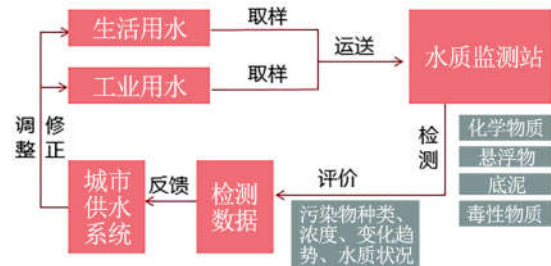 生活用水
取样
运送
水质监测站
工业用水
取样
调整
修正
检测
化学物质
悬浮物
底泥
毒性物质
城市
供水
系统
反馈
检测
数据
评价
污染物种类、
浓度、变化趋
势、水质状况